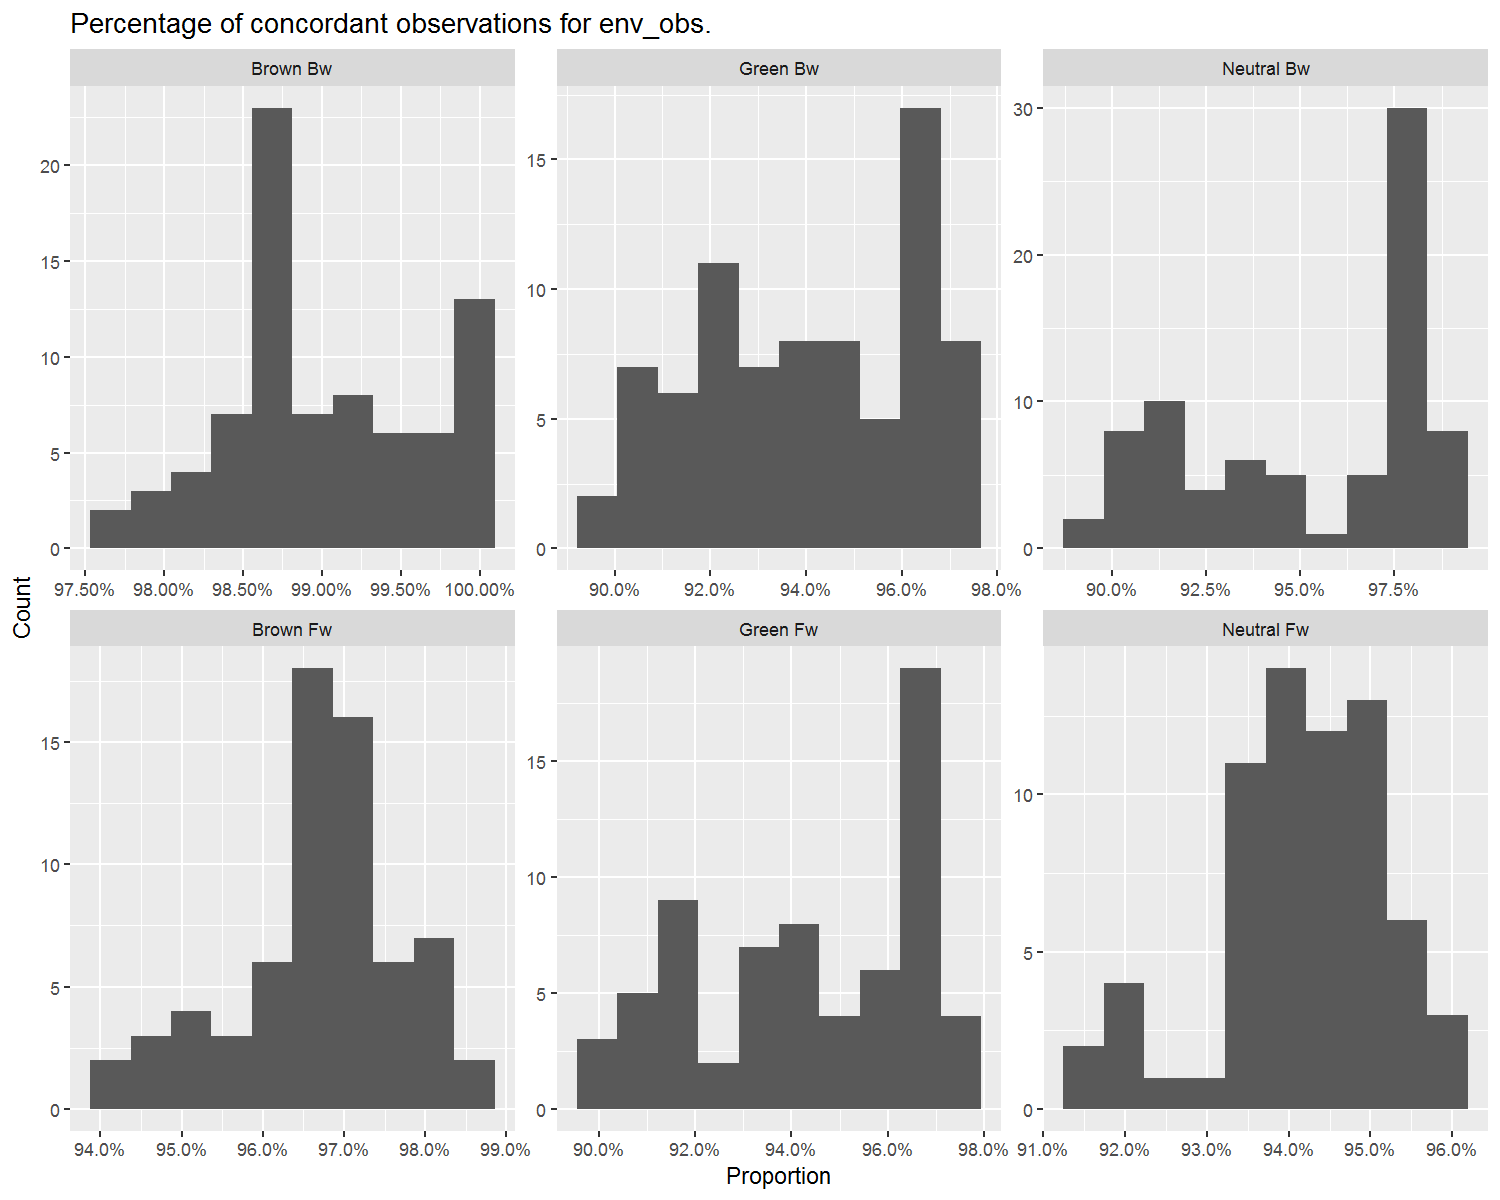 Percentage of concordant observations for env_obs.
Brown Bw
Green Bw
Neutral Bw
20
15
10
5
0
97.50% 98.00% 98.50% 99.00% 99.50% 100.00%
15
10
5
0
90.0% 92.0% 94.0% 96.0% 98.0%
30
20
10
0
90.0% 92.5% 95.0% 97.5%
Count
Brown Fw
Green Fw
Neutral Fw
15
10
5
0
94.0% 95.0% 96.0% 97.0% 98.0% 99.0%
15
10
5
0
90.0% 92.0% 94.0% 96.0% 98.0%
10
5
0
91.0% 92.0% 93.0% 94.0% 95.0% 96.0%
Proportion